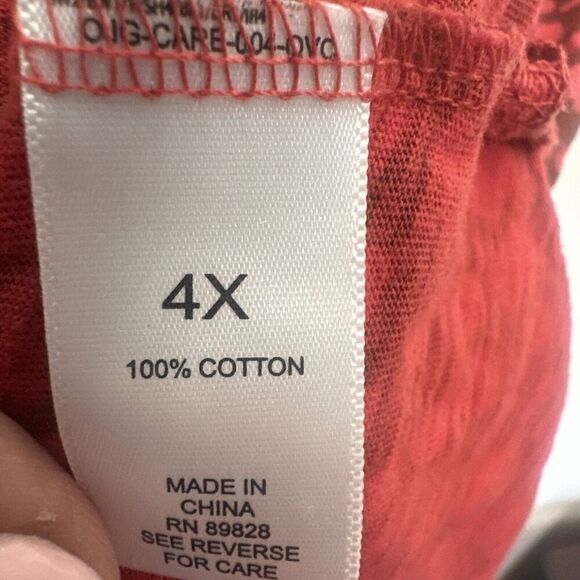 OJG-CARE-004-OVC
4X
100% COTTON
MADE IN
CHINA
RN 89828
SEE REVERSE
FOR CARE